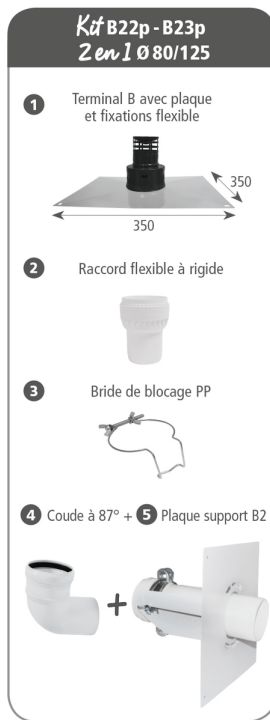 Kit B22p - B23p
2 en 1 Ø 80/125
1 Terminal B avec plaque
et fixations flexible
350
350
2 Raccord flexible à rigide
3 Bride de blocage PP
4 Coude à 87° + 5 Plaque support B2
+